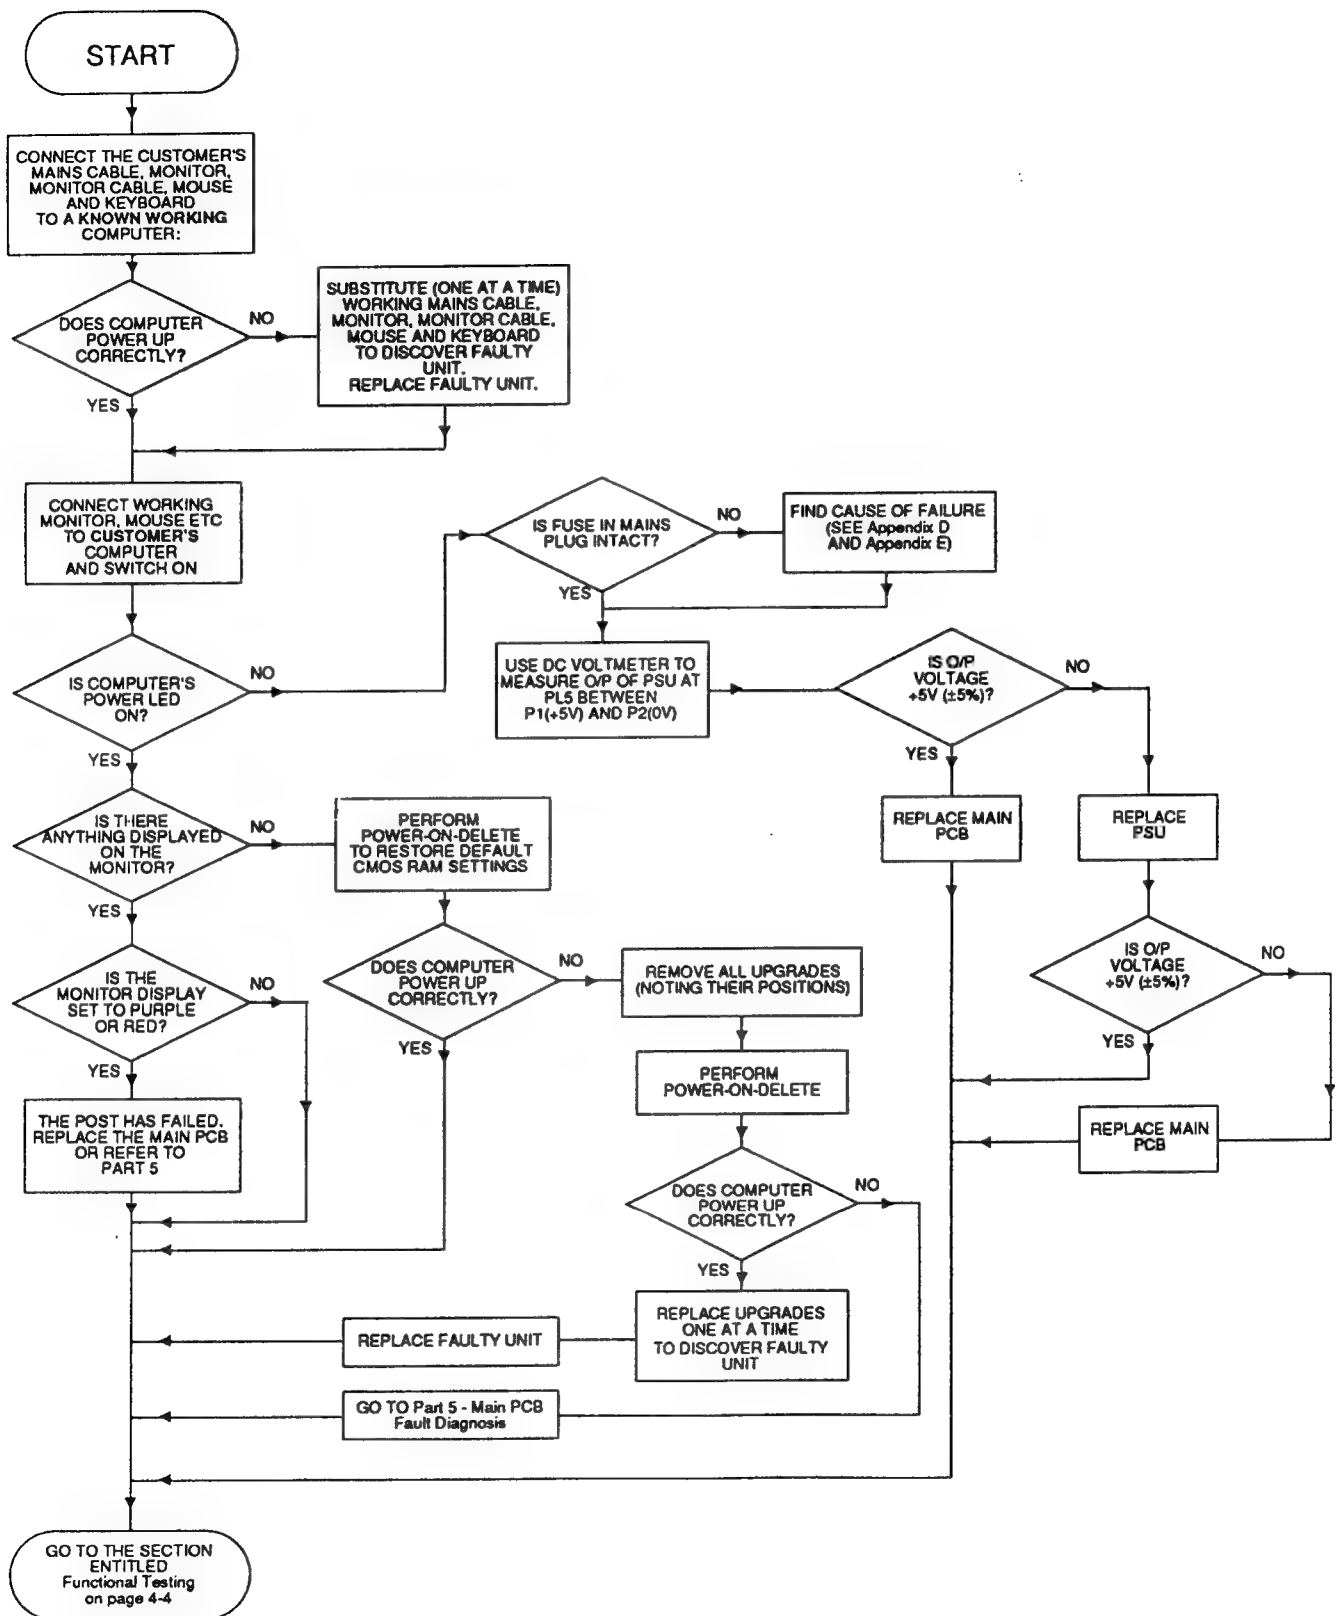 START
CONNECT THE CUSTOMER'S
MAINS CABLE, MONITOR,
MONITOR CABLE, MOUSE
AND KEYBOARD
TO A KNOWN WORKING
COMPUTER:
DOES COMPUTER
POWER UP
CORRECTLY?
NO
SUBSTITUTE (ONE AT A TIME)
WORKING MAINS CABLE,
MONITOR, MONITOR CABLE,
MOUSE AND KEYBOARD
TO DISCOVER FAULTY
UNIT.
REPLACE FAULTY UNIT.
YES
CONNECT WORKING
MONITOR, MOUSE ETC
TO CUSTOMER'S
COMPUTER
AND SWITCH ON
IS COMPUTER'S
POWER LED
ON?
NO
IS FUSE IN MAINS
PLUG INTACT?
NO
FIND CAUSE OF FAILURE
(SEE Appendix D
AND Appendix E)
YES
USE DC VOLTMETER TO
MEASURE O/P OF PSU AT
PL5 BETWEEN
P1(+5V) AND P2(0V)
IS O/P
VOLTAGE
+5V (±5%)?
NO
YES
REPLACE MAIN
PCB
REPLACE
PSU
IS O/P
VOLTAGE
+5V (±5%)?
NO
YES
REPLACE MAIN
PCB
YES
IS THERE
ANYTHING DISPLAYED
ON THE
MONITOR?
NO
PERFORM
POWER-ON-DELETE
TO RESTORE DEFAULT
CMOS RAM SETTINGS
YES
IS THE
MONITOR DISPLAY
SET TO PURPLE
OR RED?
NO
DOES COMPUTER
POWER UP
CORRECTLY?
NO
REMOVE ALL UPGRADES
(NOTING THEIR POSITIONS)
YES
PERFORM
POWER-ON-DELETE
YES
THE POST HAS FAILED.
REPLACE THE MAIN PCB
OR REFER TO
PART 5
DOES COMPUTER
POWER UP
CORRECTLY?
NO
YES
REPLACE UPGRADES
ONE AT A TIME
TO DISCOVER FAULTY
UNIT
REPLACE FAULTY UNIT
GO TO Part 5 - Main PCB
Fault Diagnosis
GO TO THE SECTION
ENTITLED
Functional Testing
on page 4-4